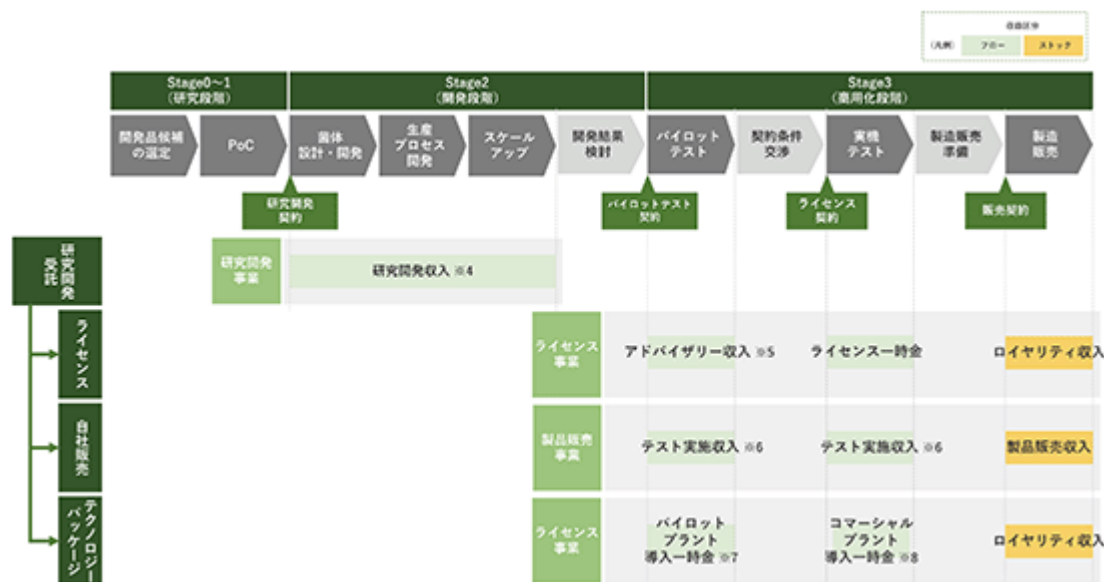 収益区分
(凡例)
フロー
ストック
Stage0～1
(研究段階)
Stage2
(開発段階)
Stage3
(商用化段階)
開発品候補
の選定
PoC
菌体
設計・開発
生産
プロセス
開発
スケール
アップ
開発結果
検討
パイロット
テスト
契約条件
交渉
実機
テスト
製造販売
準備
製造
販売
研究開発
契約
パイロットテスト
契約
ライセンス
契約
販売契約
研究開発
受託
研究開発
事業
研究開発収入 ※4
ライセンス
ライセンス
事業
アドバイザリー収入 ※5
ライセンス一時金
ロイヤリティ収入
自社販売
製品販売
事業
テスト実施収入 ※6
テスト実施収入 ※6
製品販売収入
テクノロジー
パッケージ
ライセンス
事業
パイロット
プラント
導入一時金 ※7
コマーシャル
プラント
導入一時金 ※8
ロイヤリティ収入